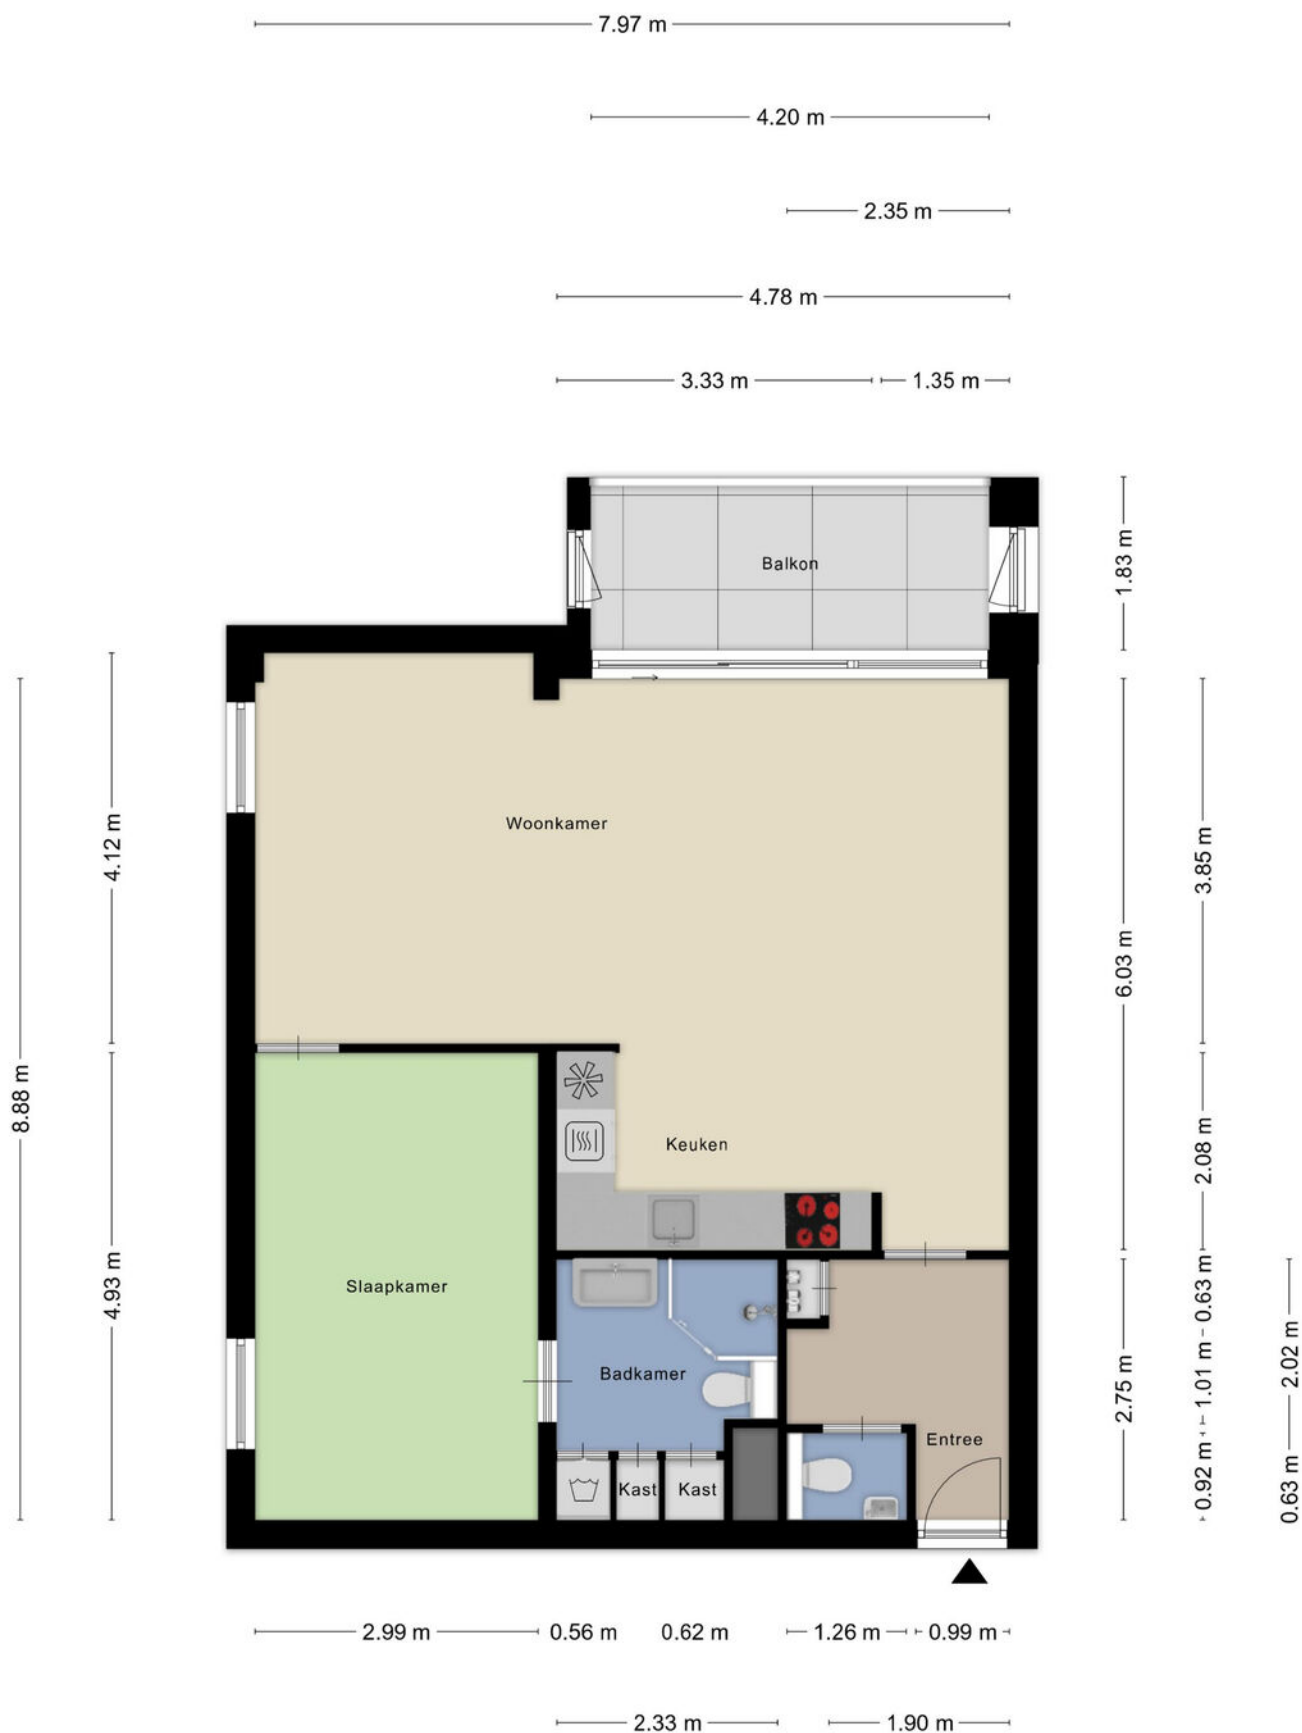 7.97 m
4.20 m
2.35 m
4.78 m
3.33 m
1.35 m
Balkon
1.83 m
Woonkamer
4.12 m
3.85 m
6.03 m
8.88 m
Keuken
2.08 m
Slaapkamer
4.93 m
0.63 m
Badkamer
1.01 m
2.02 m
2.75 m
Entree
0.92 m
Kast
Kast
0.63 m
2.99 m
0.56 m
0.62 m
1.26 m
0.99 m
2.33 m
1.90 m